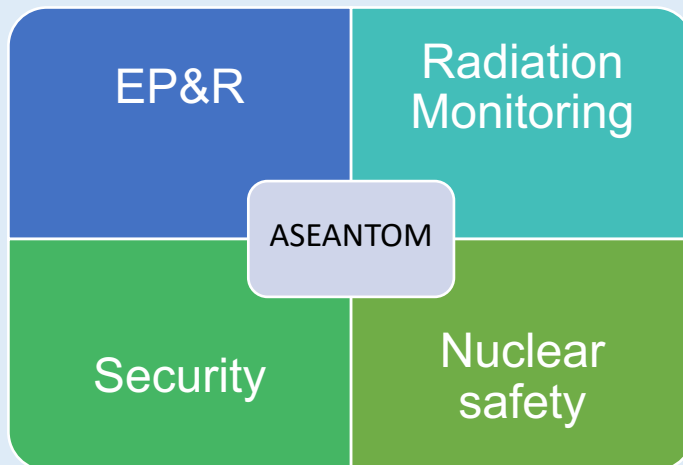 EP&R
Radiation
Monitoring
ASEANTOM
Security
Nuclear
safety